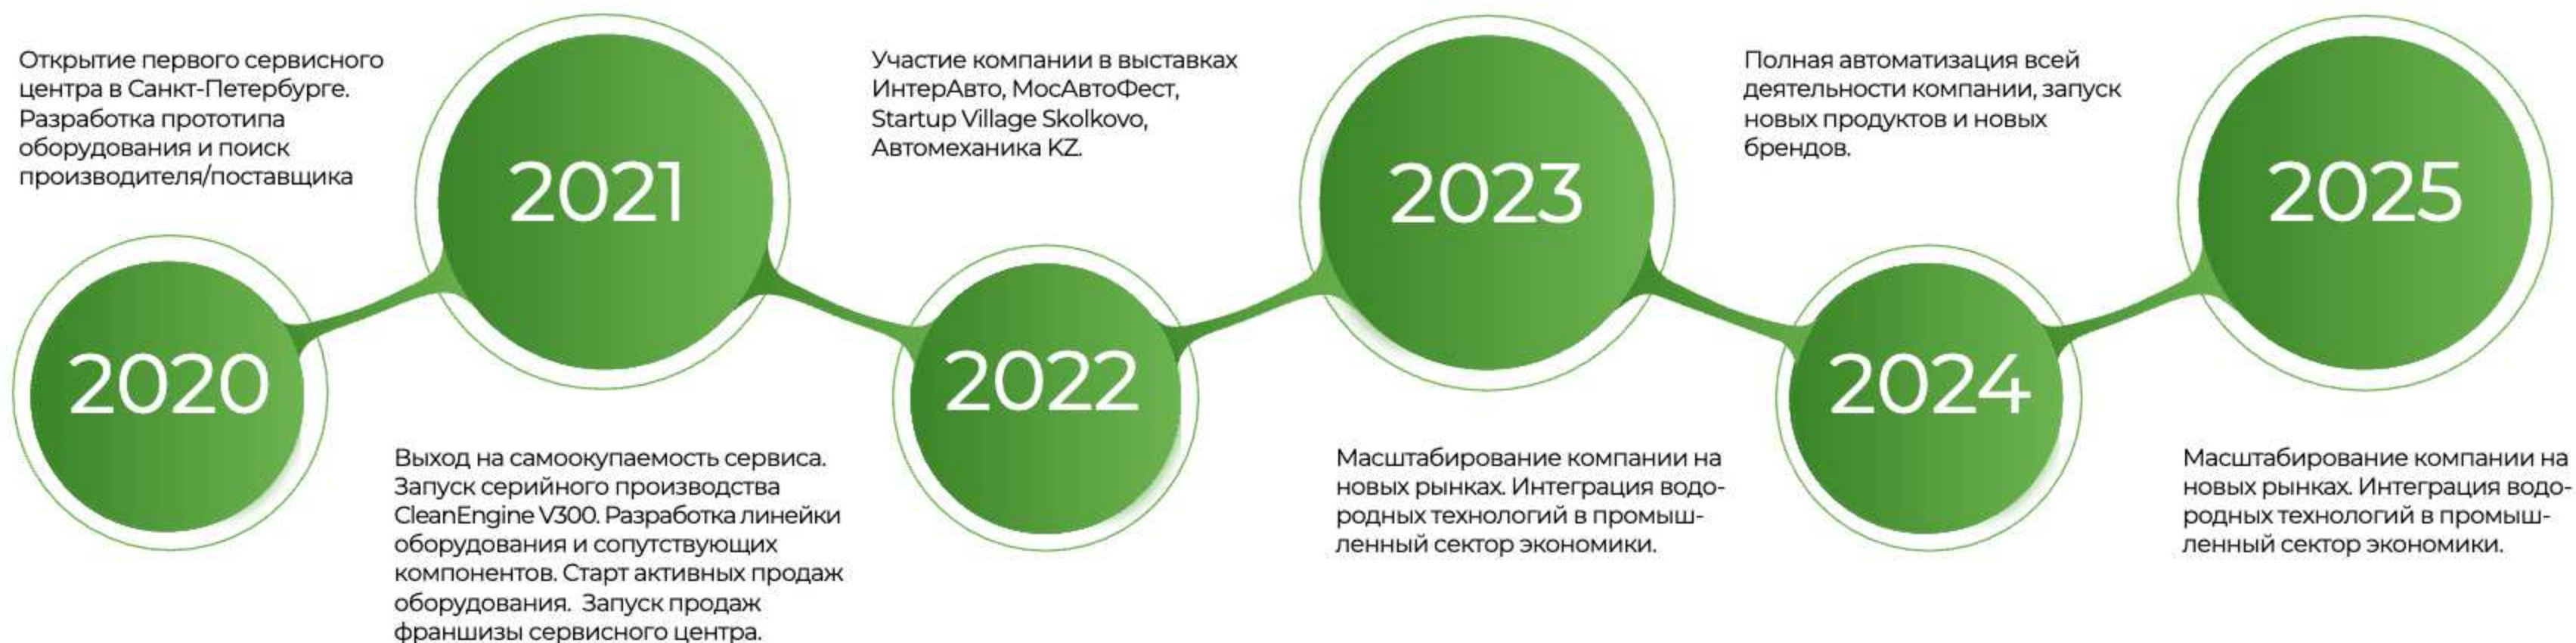 Открытие первого сервисного
центра в Санкт-Петербурге.
Разработка прототипа
оборудования и поиск
производителя/поставщика
2020
2021
Выход на самоокупаемость сервиса.
Запуск серийного производства
CleanEngine V300. Разработка линейки
оборудования и сопутствующих
компонентов. Старт активных продаж
оборудования. Запуск продаж
франшизы сервисного центра.
Участие компании в выставках
ИнтерАвто, МосАвтоФест,
Startup Village Skolkovo,
Автомеханика KZ.
2022
2023
Масштабирование компании на
новых рынках. Интеграция водо-
родных технологий в промыш-
ленный сектор экономики.
Полная автоматизация всей
деятельности компании, запуск
новых продуктов и новых
брендов.
2024
2025
Масштабирование компании на
новых рынках. Интеграция водо-
родных технологий в промыш-
ленный сектор экономики.